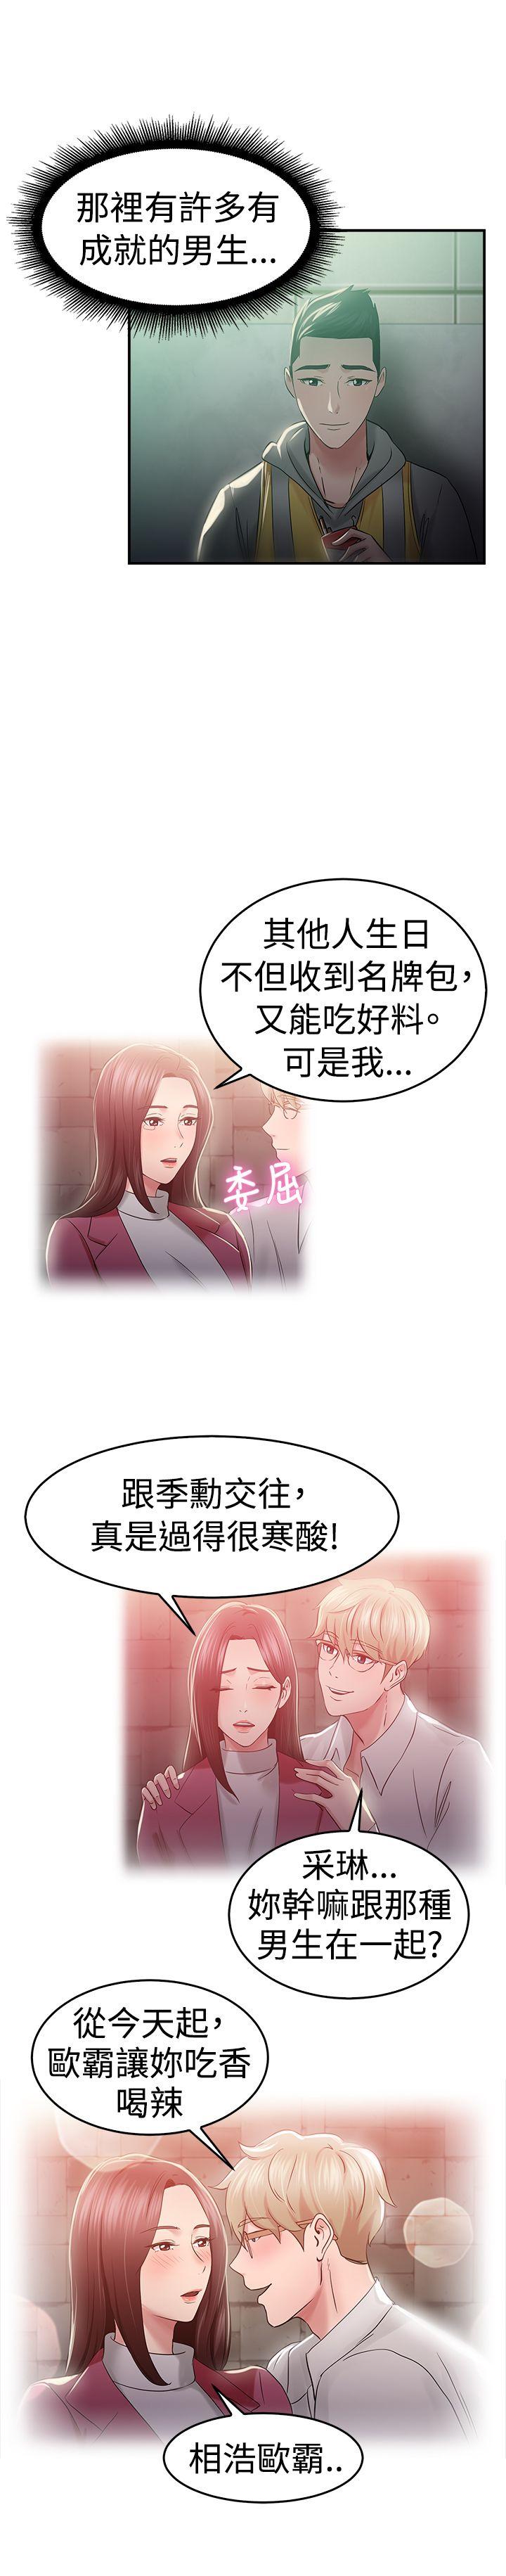 那裡有許多有
成就的男生...
其他人生日
不但收到名牌包,
又能吃好料。
可是我...
委屈
跟季勳交往,
真是過得很寒酸!
采琳...
妳幹嘛跟那種
男生在一起?
從今天起,
歐霸讓妳吃香
喝辣
相浩歐霸..